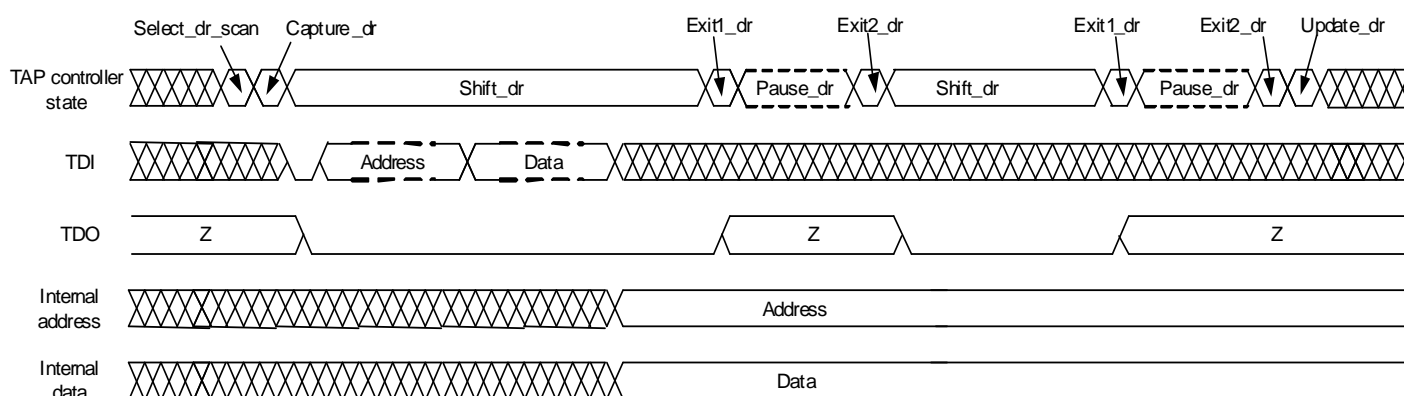 Select_dr_scan Capture_dr Exit1_dr Exit2_dr Exit1_dr Exit2_dr Update_dr
TAP controller
state
Shift_dr Pause_dr Shift_dr Pause_dr
TDI Address Data
TDO Z Z Z
Internal
address
Address
Internal
data
Data